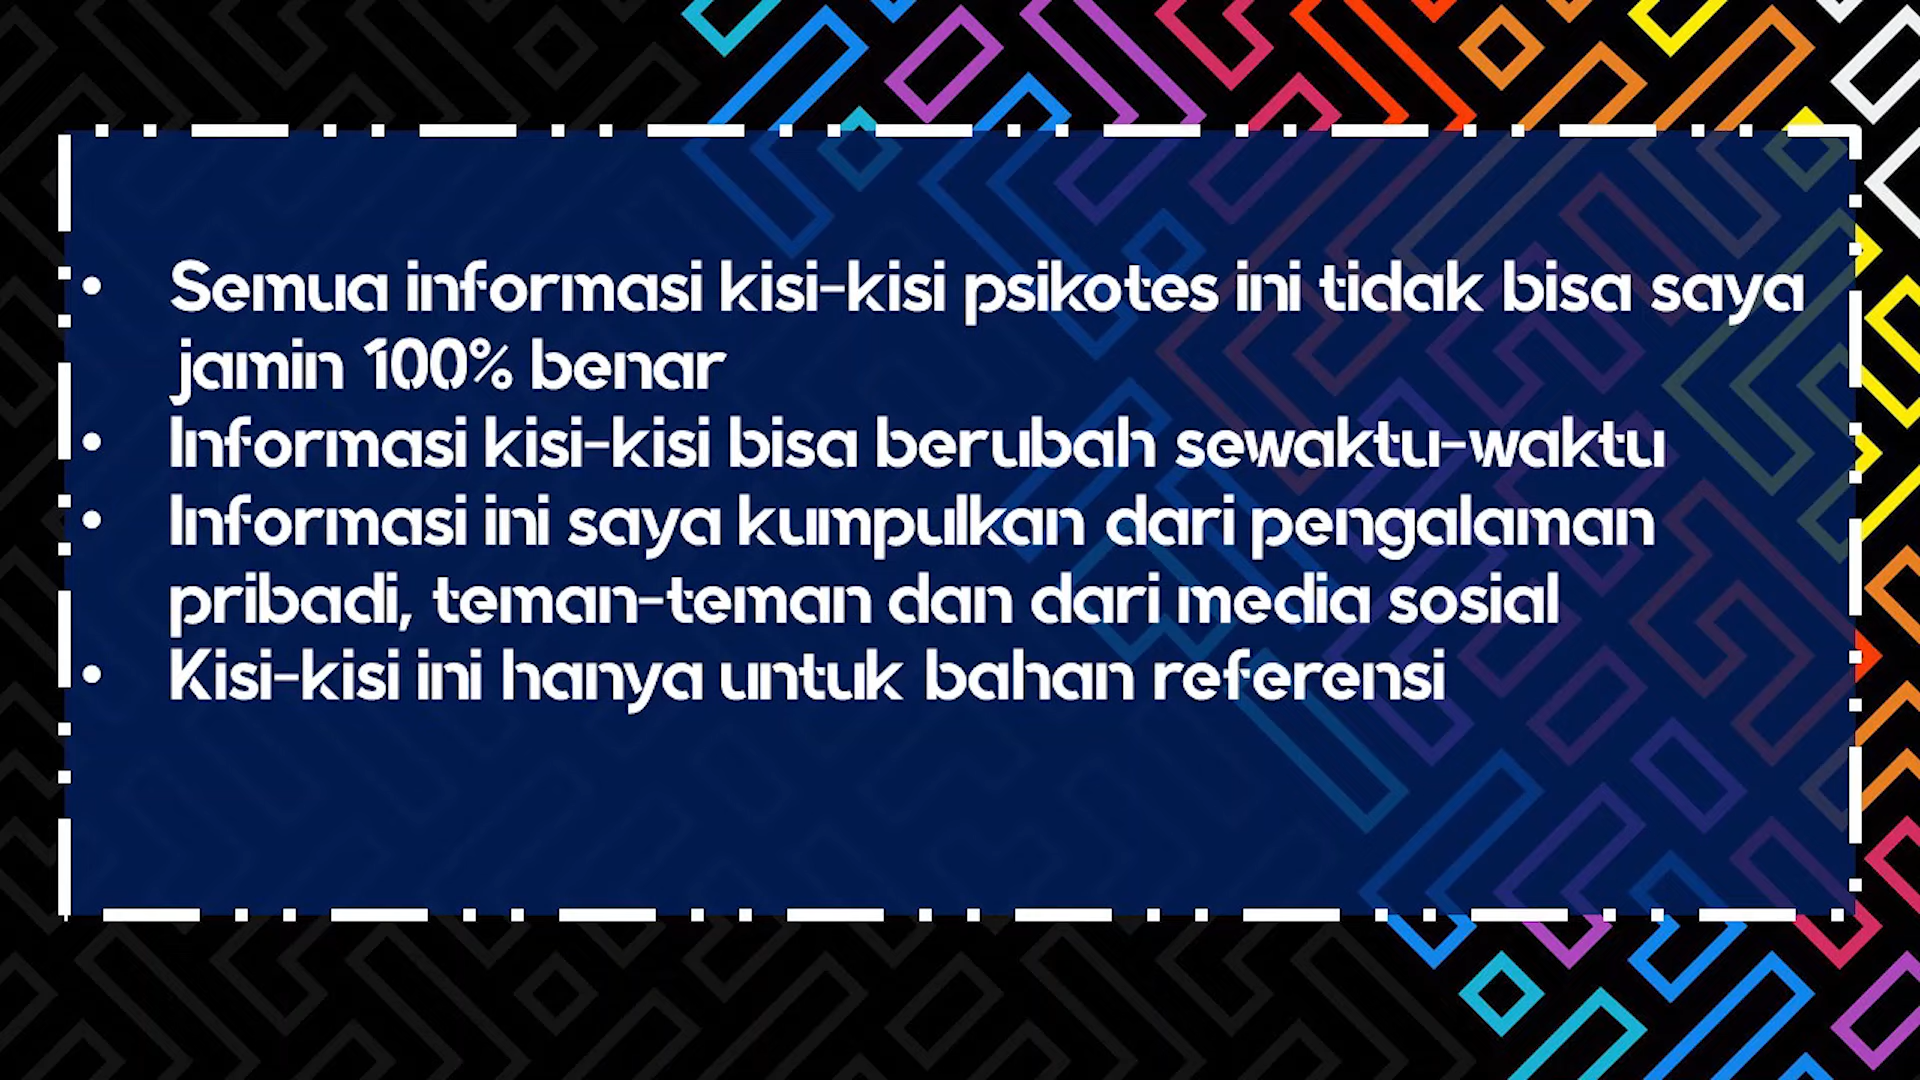 • Semua informasi kisi-kisi psikotes ini tidak bisa saya
jamin 100% benar
• Informasi kisi-kisi bisa berubah sewaktu-waktu
• Informasi ini saya kumpulkan dari pengalaman
pribadi, teman-teman dan dari media sosial
• Kisi-kisi ini hanya untuk bahan referensi